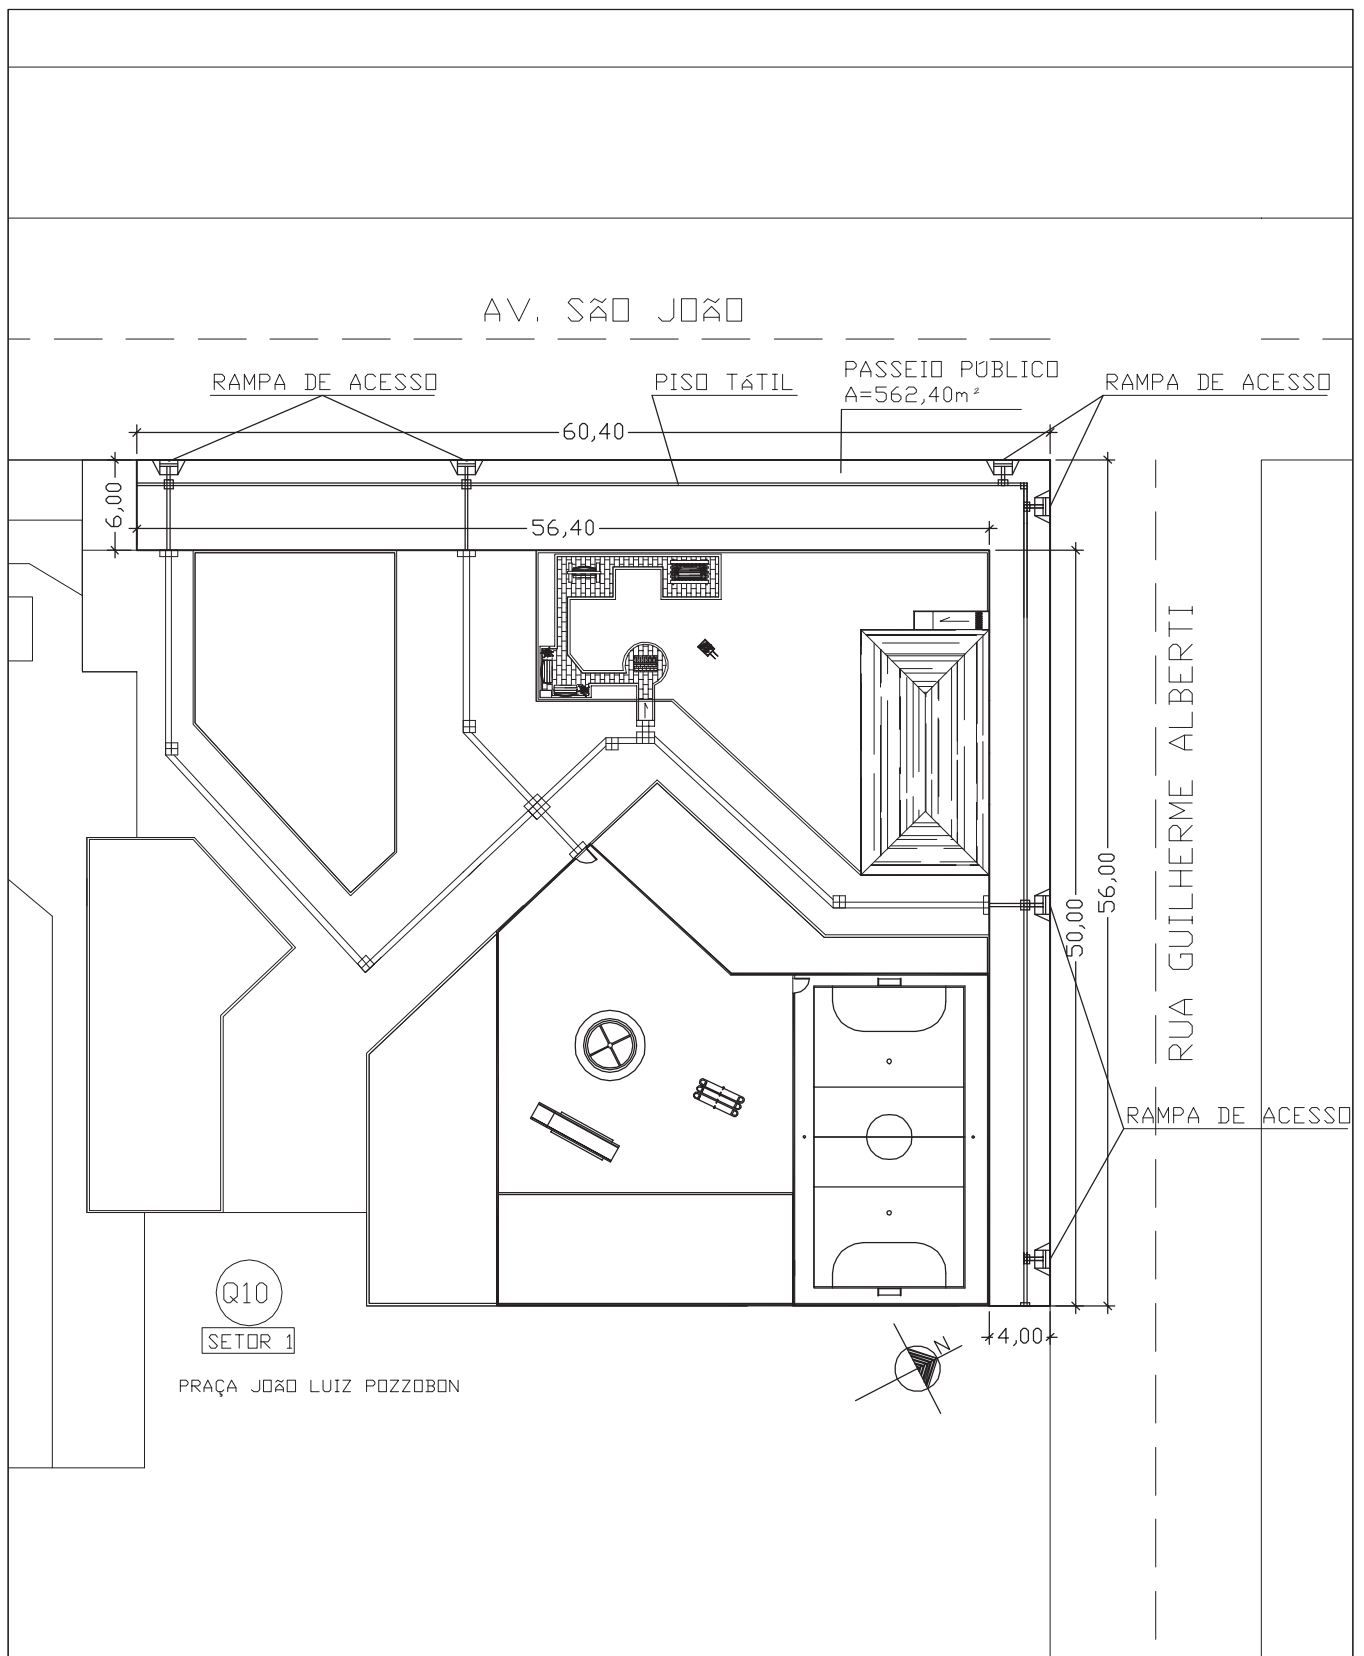 AV. SÃO JOÃO
RAMPA DE ACESSO
PISO TáTIL
PASSEIO PÚBLICO
A=562,40m²
RAMPA DE ACESSO
60,40
6,00
56,40
RUA GUILHERME ALBERTI
56,00
50,00
RAMPA DE ACESSO
Q10
SETOR 1
4,00
N
PRAÇA JOÃO LUIZ POZZOBON